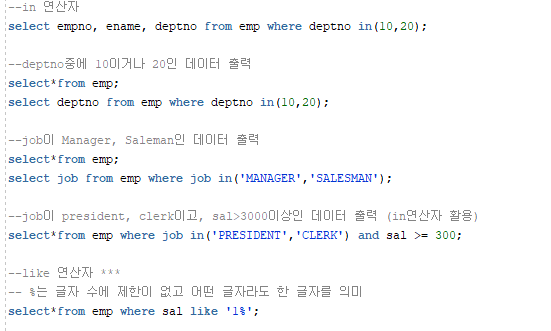 --in 연산자
select empno, ename, deptno from emp where deptno in(10,20);
--deptno중에 10이거나 20인 데이터 출력
select*from emp;
select deptno from emp where deptno in(10,20);
--job이 Manager, Saleman인 데이터 출력
select*from emp;
select job from emp where job in('MANAGER','SALESMAN');
--job이 president, clerk이고, sal>3000이상인 데이터 출력 (in연산자 활용)
select*from emp where job in('PRESIDENT','CLERK') and sal >= 300;
--like 연산자 ***
-- %는 글자 수에 제한이 없고 어떤 글자라도 한 글자를 의미
select*from emp where sal like '1%';